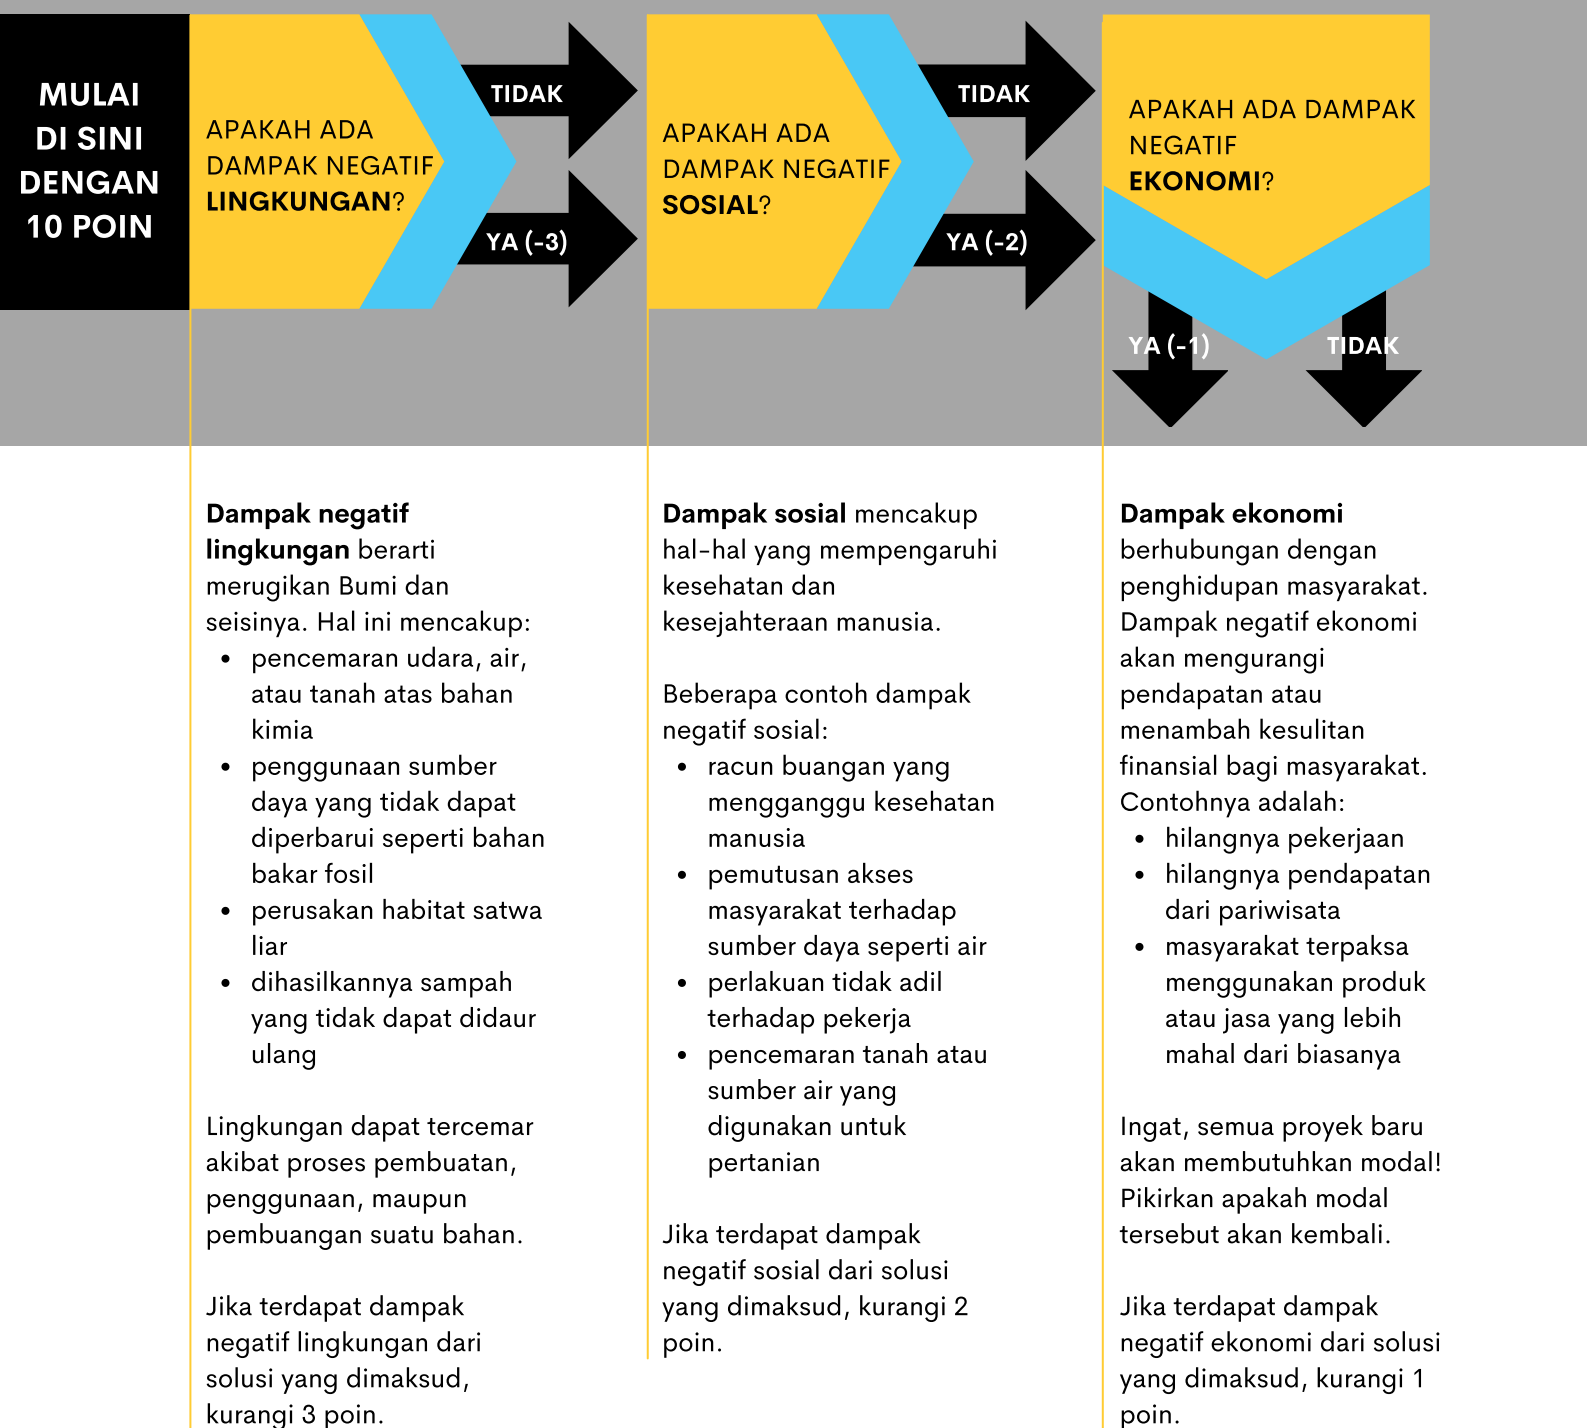 MULAI
DI SINI
DENGAN
10 POIN
APAKAH ADA
DAMPAK NEGATIF
LINGKUNGAN?
TIDAK
YA (-3)
APAKAH ADA
DAMPAK NEGATIF
SOSIAL?
TIDAK
YA (-2)
APAKAH ADA DAMPAK
NEGATIF
EKONOMI?
YA (-1)
TIDAK
Dampak negatif
lingkungan berarti
merugikan Bumi dan
seisinya. Hal ini mencakup:
• pencemaran udara, air,
atau tanah atas bahan
kimia
• penggunaan sumber
daya yang tidak dapat
diperbarui seperti bahan
bakar fosil
• perusakan habitat satwa
liar
• dihasilkannya sampah
yang tidak dapat didaur
ulang
Lingkungan dapat tercemar
akibat proses pembuatan,
penggunaan, maupun
pembuangan suatu bahan.
Jika terdapat dampak
negatif lingkungan dari
solusi yang dimaksud,
kurangi 3 poin.
Dampak sosial mencakup
hal-hal yang mempengaruhi
kesehatan dan
kesejahteraan manusia.
Beberapa contoh dampak
negatif sosial:
• racun buangan yang
mengganggu kesehatan
manusia
• pemutusan akses
masyarakat terhadap
sumber daya seperti air
• perlakuan tidak adil
terhadap pekerja
• pencemaran tanah atau
sumber air yang
digunakan untuk
pertanian
Jika terdapat dampak
negatif sosial dari solusi
yang dimaksud, kurangi 2
poin.
Dampak ekonomi
berhubungan dengan
penghidupan masyarakat.
Dampak negatif ekonomi
akan mengurangi
pendapatan atau
menambah kesulitan
finansial bagi masyarakat.
Contohnya adalah:
• hilangnya pekerjaan
• hilangnya pendapatan
dari pariwisata
• masyarakat terpaksa
menggunakan produk
atau jasa yang lebih
mahal dari biasanya
Ingat, semua proyek baru
akan membutuhkan modal!
Pikirkan apakah modal
tersebut akan kembali.
Jika terdapat dampak
negatif ekonomi dari solusi
yang dimaksud, kurangi 1
poin.